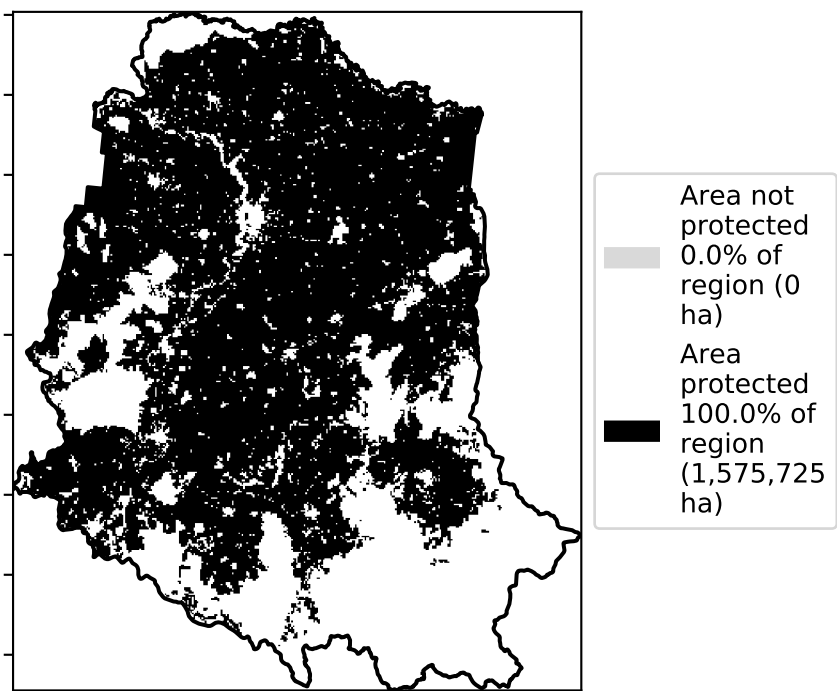 Area not
protected
0.0% of
region (0
ha)
Area
protected
100.0% of
region
(1,575,725
ha)